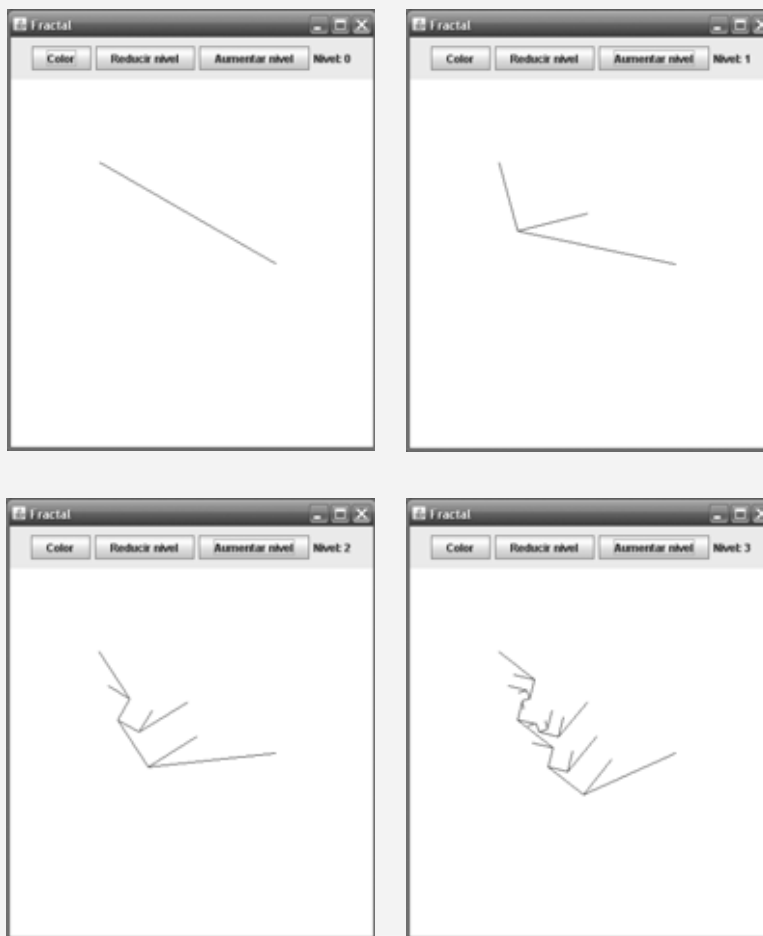 Fractal
Color Reducir nivel Aumentar nivel Nivel: 0
Fractal
Color Reducir nivel Aumentar nivel Nivel: 1
Fractal
Color Reducir nivel Aumentar nivel Nivel: 2
Fractal
Color Reducir nivel Aumentar nivel Nivel: 3